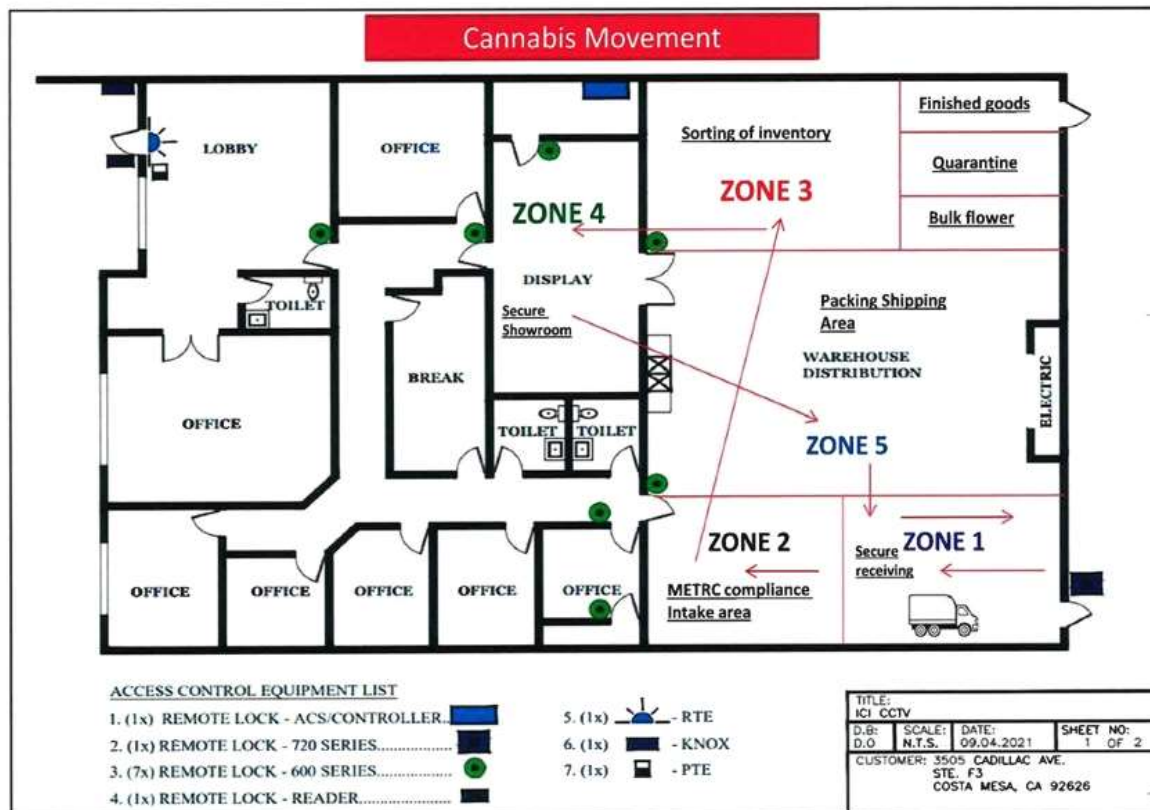 Cannabis Movement
Finished goods
Sorting of inventory
LOBBY
OFFICE
Quarantine
ZONE 3
ZONE 4
Bulk flower
DISPLAY
TOILET
Secure
Showroom
Packing Shipping
Area
WAREHOUSE
DISTRIBUTION
ELECTRIC
BREAK
OFFICE
TOILET
TOILET
ZONE 5
ZONE 2
ZONE 1
Secure
receiving
METRC compliance
Intake area
OFFICE
OFFICE
OFFICE
OFFICE
OFFICE
ACCESS CONTROL EQUIPMENT LIST
1. (1x) REMOTE LOCK - ACS/CONTROLLER..
2. (1x) REMOTE LOCK - 720 SERIES................
3. (7x) REMOTE LOCK - 600 SERIES................
4. (1x) REMOTE LOCK - READER....................
5. (1x) - RTE
6. (1x) - KNOX
7. (1x) - PTE
TITLE:
ICI CCTV
D.B: SCALE: DATE: SHEET NO:
D.O N.T.S. 09.04.2021 1 OF 2
CUSTOMER: 3505 CADILLAC AVE.
STE. F3
COSTA MESA, CA 92626